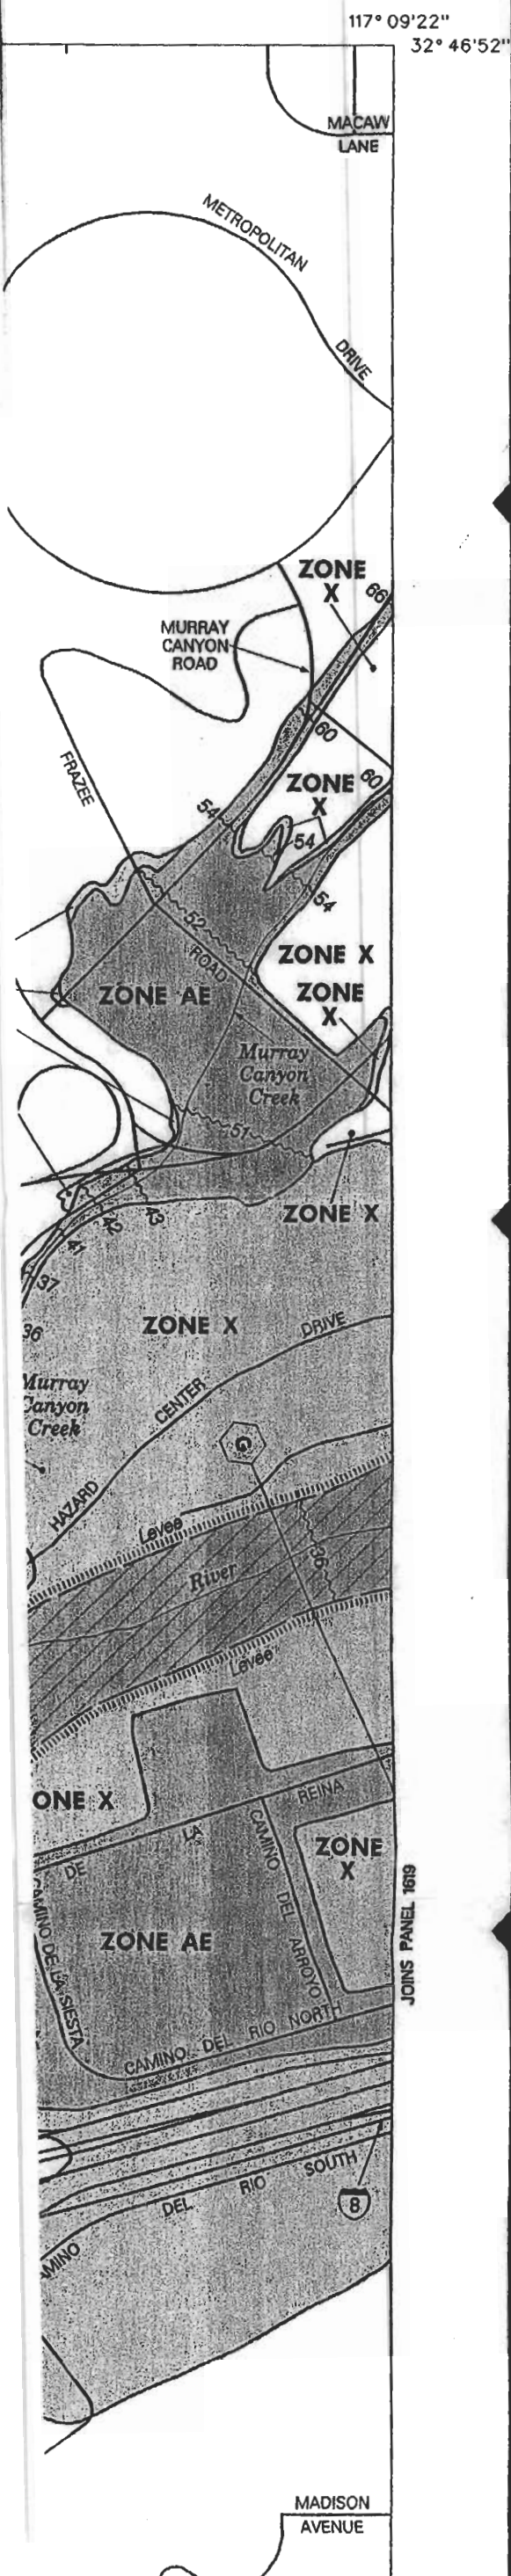 117° 09'22"
32° 46'52"
MACAW
LANE
METROPOLITAN
DRIVE
ZONE
X
66
MURRAY
CANYON
ROAD
60
FRAZEE
ZONE
X
60
54
54
54
52
ROAD
ZONE X
ZONE AE
ZONE
X
Murray
Canyon
Creek
51
ZONE X
43
42
41
37
ZONE X
DRIVE
36
Murray
Canyon
Creek
CENTER
G
HAZARD
Levee
36
River
Levee
ONE X
REINA
LA
DE
CAMINO
DEL
ARROYO
ZONE
X
JOINS PANEL 1619
CAMINO DE LA SIESTA
ZONE AE
CAMINO DEL RIO NORTH
SOUTH
RIO
DEL
AMINO
8
MADISON
AVENUE